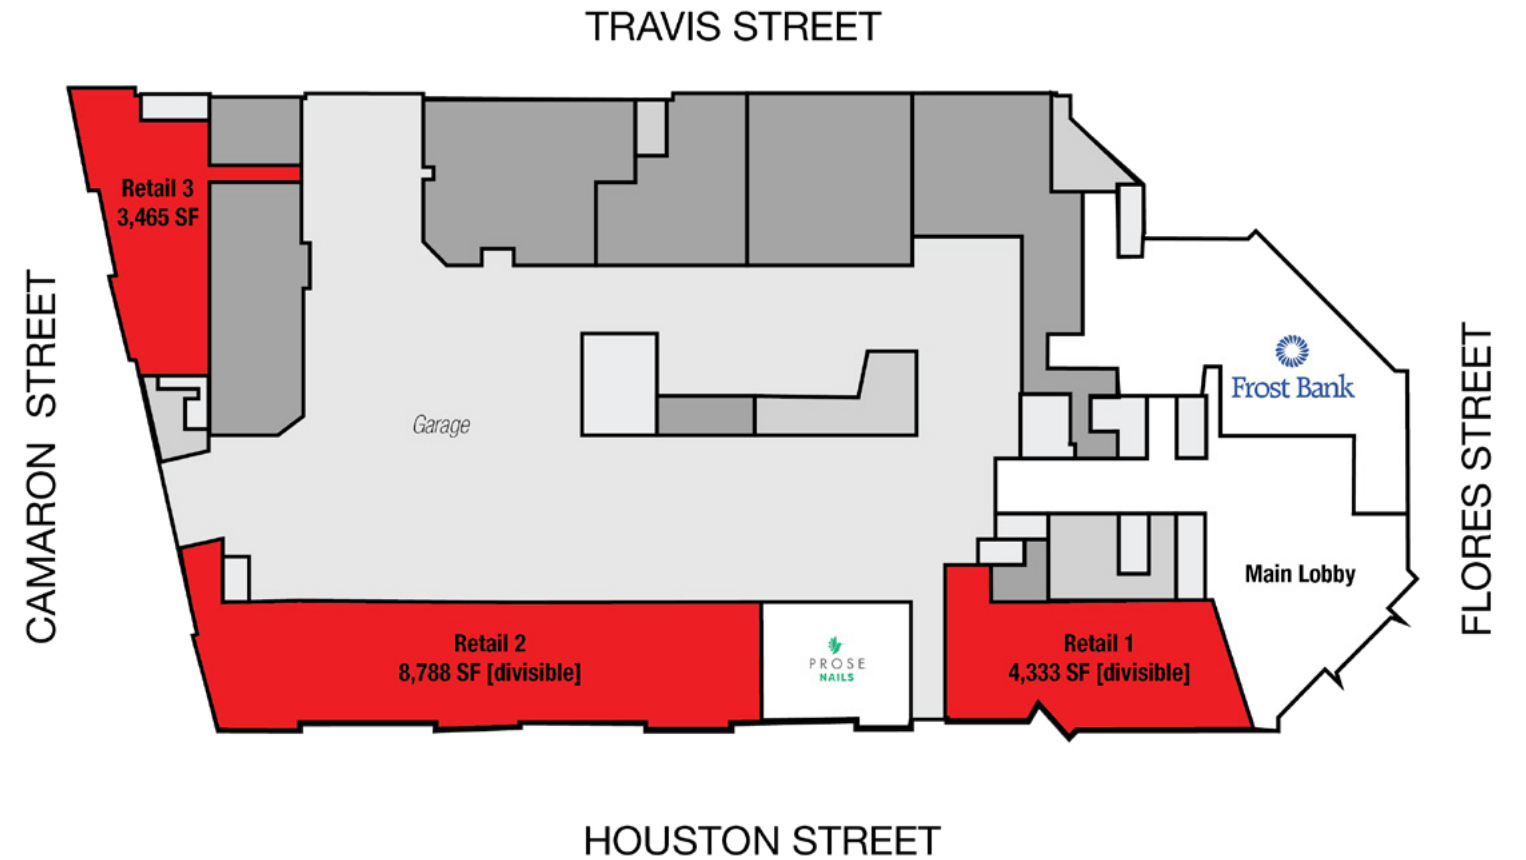 TRAVIS STREET
Retail 3
3,465 SF
CAMARON STREET
Garage
Frost Bank
FLORES STREET
Main Lobby
Retail 2
8,788 SF [divisible]
PROSE
NAILS
Retail 1
4,333 SF [divisible]
HOUSTON STREET